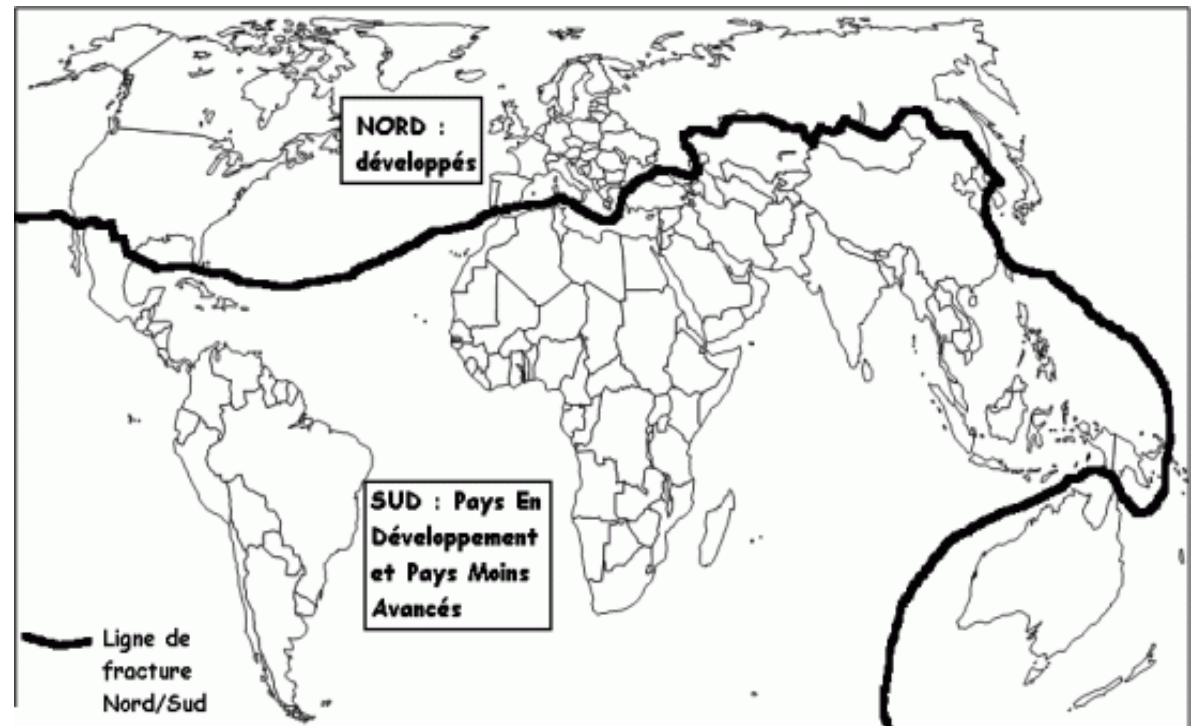 NORD :
développés
SUD : Pays En
Développement
et Pays Moins
Avancés
Ligne de
fracture
Nord/Sud